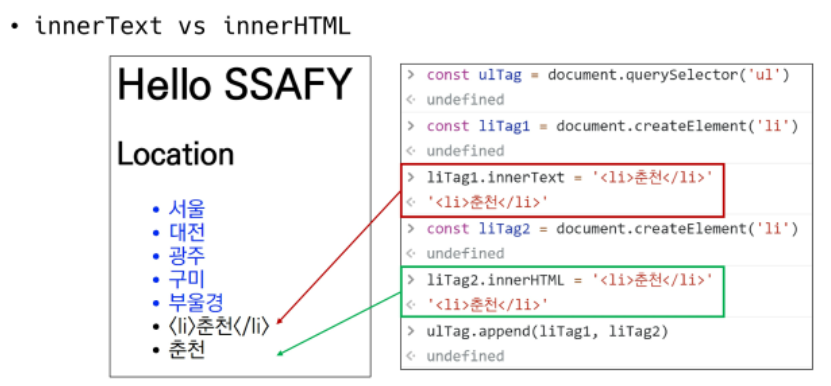 • innerText vs innerHTML
Hello SSAFY
Location
• 서울
• 대전
• 광주
• 구미
• 부울경
• <li>춘천</li>
• 춘천
> const ulTag = document.querySelector('ul')
<· undefined
> const liTag1 = document.createElement('li')
<· undefined
> liTag1.innerText = '<li>춘천</li>'
<· '<li>춘천</li>'
> const liTag2 = document.createElement('li')
<· undefined
> liTag2.innerHTML = '<li>춘천</li>'
<· '<li>춘천</li>'
> ulTag.append(liTag1, liTag2)
<· undefined